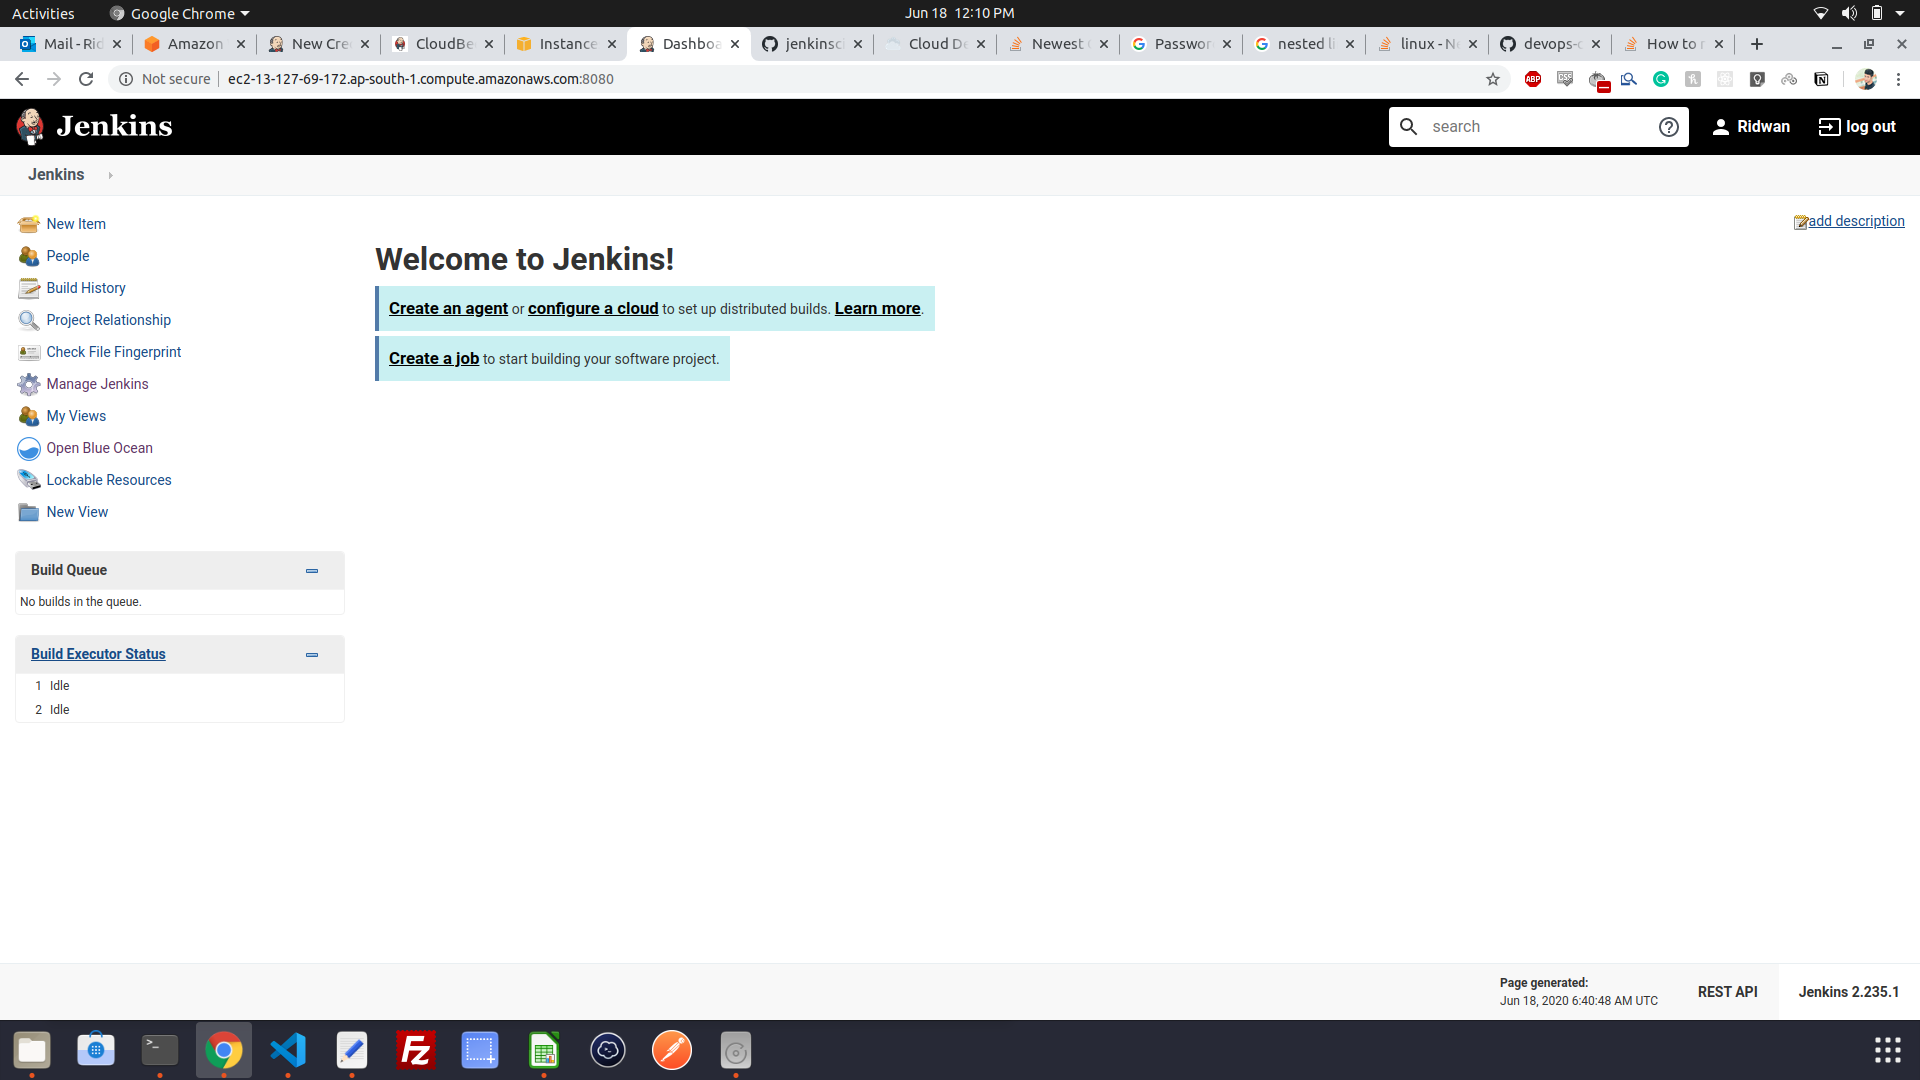 Activities Google Chrome Jun 18 12:10 PM
Mail - Rid Amazon New Cre CloudBe Instance Dashboa jenkinsci Cloud De Newest Passwor nested li linux - Ne devops-c How to r
Not secure ec2-13-127-69-172.ap-south-1.compute.amazonaws.com:8080
Jenkins search Ridwan log out
Jenkins
New Item
People
Build History
Project Relationship
Check File Fingerprint
Manage Jenkins
My Views
Open Blue Ocean
Lockable Resources
New View
Build Queue
No builds in the queue.
Build Executor Status
1 Idle
2 Idle
add description
Welcome to Jenkins!
Create an agent or configure a cloud to set up distributed builds. Learn more.
Create a job to start building your software project.
Page generated:
Jun 18, 2020 6:40:48 AM UTC
REST API
Jenkins 2.235.1